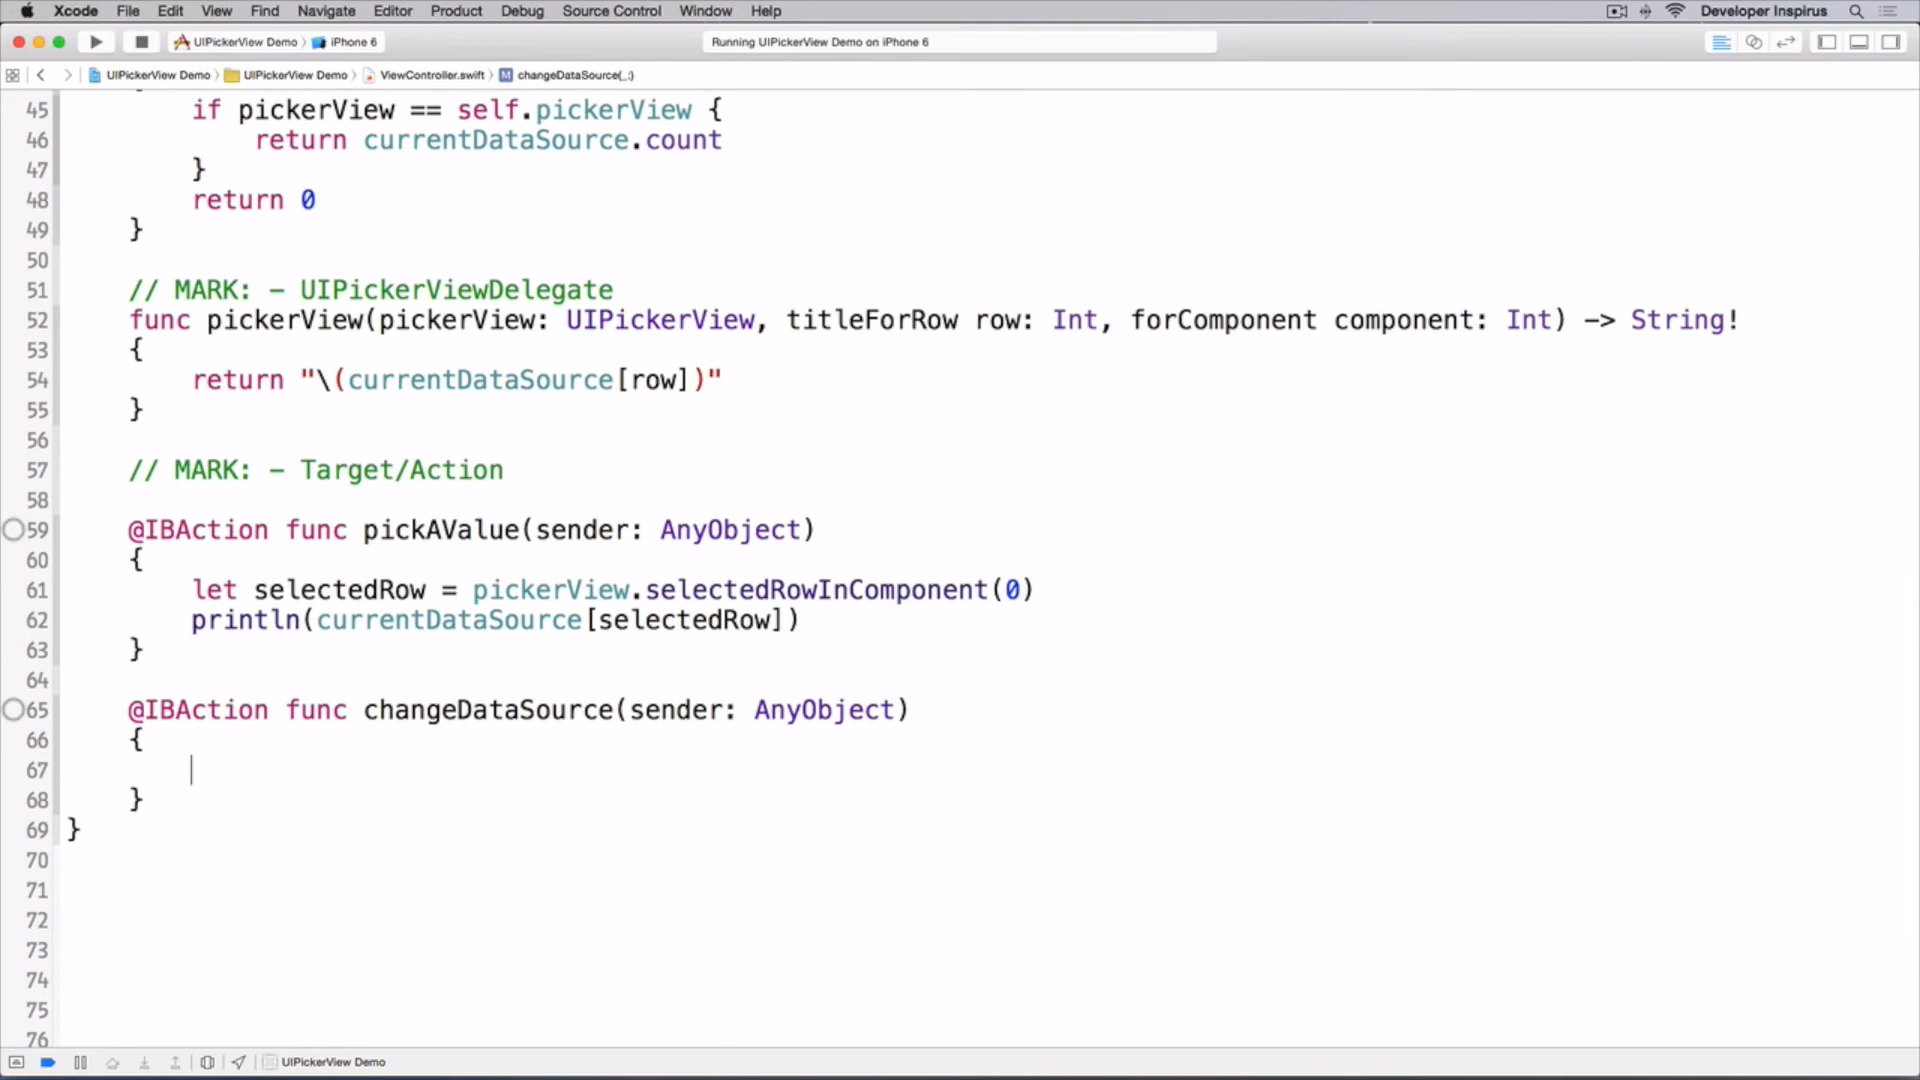 Xcode File Edit View Find Navigate Editor Product Debug Source Control Window Help Developer Inspirus
UIPickerView Demo 〉 iPhone 6 Running UIPickerView Demo on iPhone 6
UIPickerView Demo 〉 UIPickerView Demo 〉 ViewController.swift 〉 M changeDataSource(_:)
45 if pickerView == self.pickerView {
46 return currentDataSource.count
47 }
48 return 0
49 }
50
51 // MARK: - UIPickerViewDelegate
52 func pickerView(pickerView: UIPickerView, titleForRow row: Int, forComponent component: Int) -> String!
53 {
54 return "\(currentDataSource[row])"
55 }
56
57 // MARK: - Target/Action
58
59 @IBAction func pickAValue(sender: AnyObject)
60 {
61 let selectedRow = pickerView.selectedRowInComponent(0)
62 println(currentDataSource[selectedRow])
63 }
64
65 @IBAction func changeDataSource(sender: AnyObject)
66 {
67
68 }
69 }
70
71
72
73
74
75
76
UIPickerView Demo